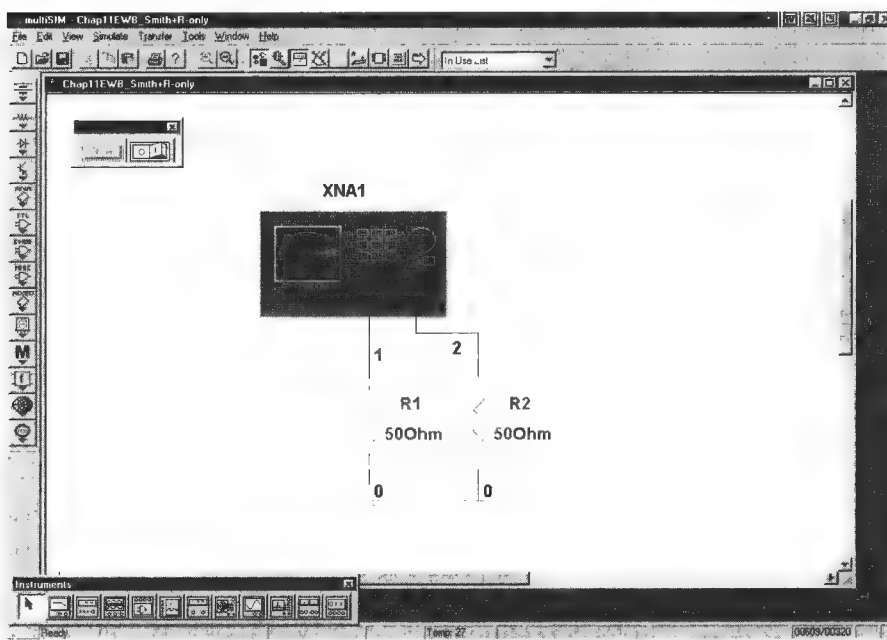 multiSIM - Chap11EWB_Smith+R-only
File Edit View Simulate Transfer Tools Window Help
In Use List
Chap11EWB_Smith+R-only
XNA1
1
2
R1
R2
50Ohm
50Ohm
0
0
M
Instruments
Ready
Temp: 27